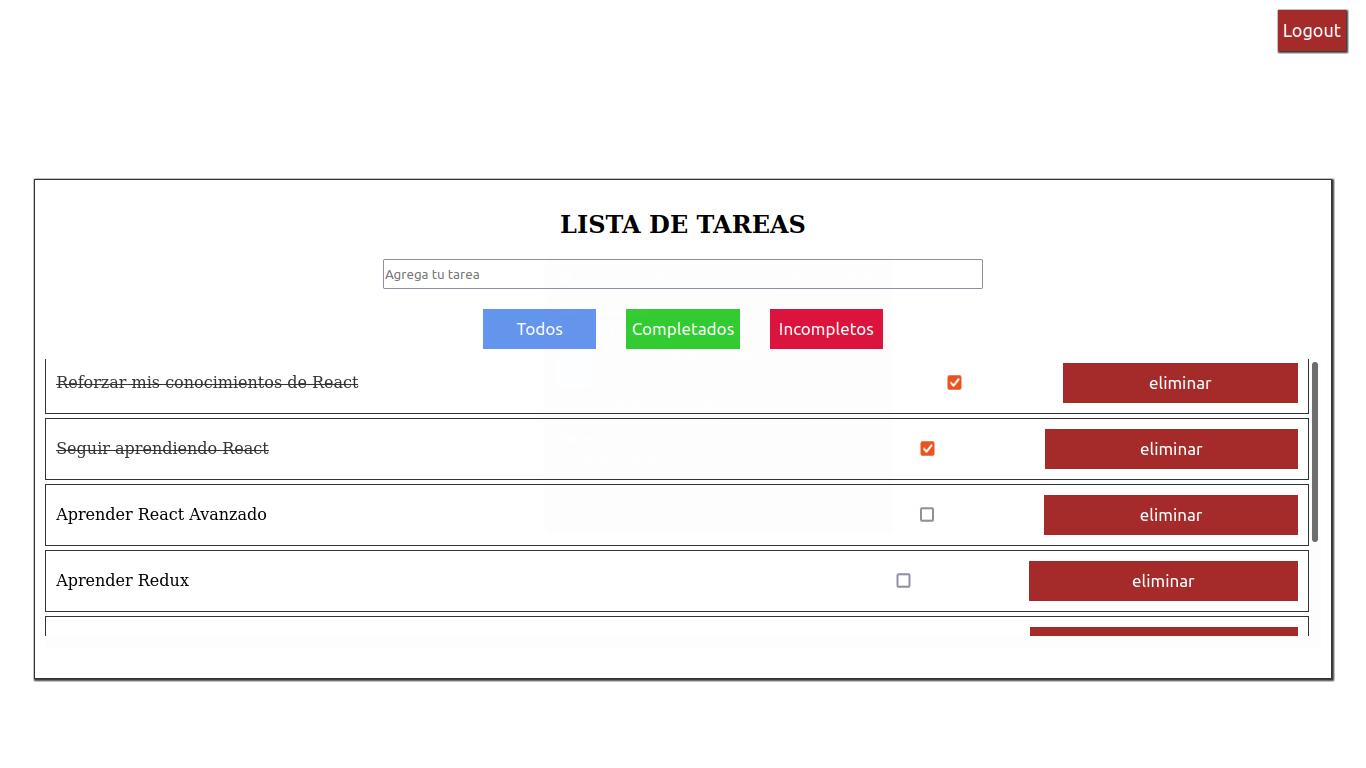 Logout
LISTA DE TAREAS
Agrega tu tarea
Todos Completados Incompletos
Reforzar mis conocimientos de React eliminar
Seguir aprendiendo React eliminar
Aprender React Avanzado eliminar
Aprender Redux eliminar